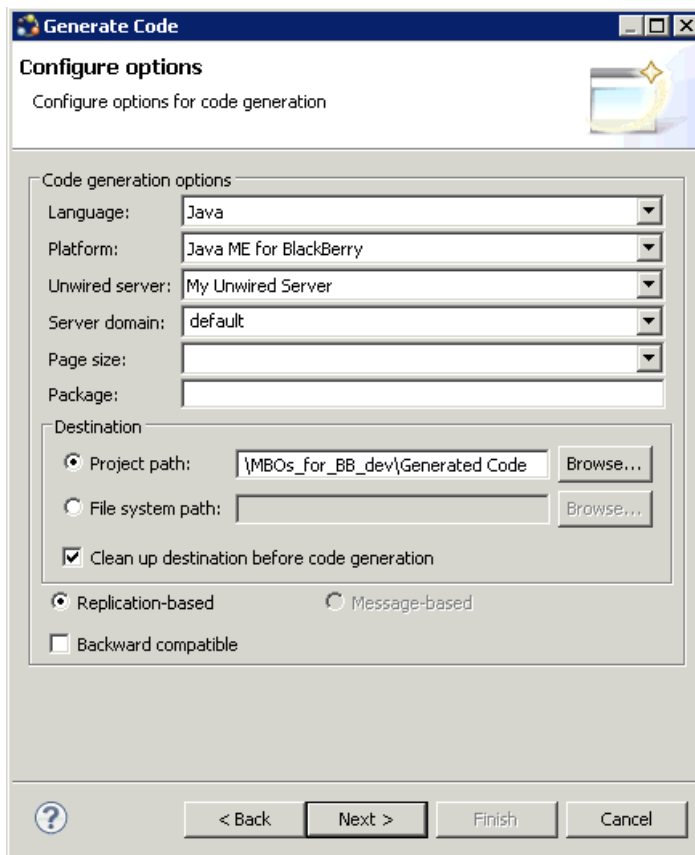 Generate Code
Configure options
Configure options for code generation
Code generation options
Language: Java
Platform: Java ME for BlackBerry
Unwired server: My Unwired Server
Server domain: default
Page size:
Package:
Destination
Project path: \MBOs_for_BB_dev\Generated Code Browse...
File system path: Browse...
Clean up destination before code generation
Replication-based Message-based
Backward compatible
? < Back Next > Finish Cancel